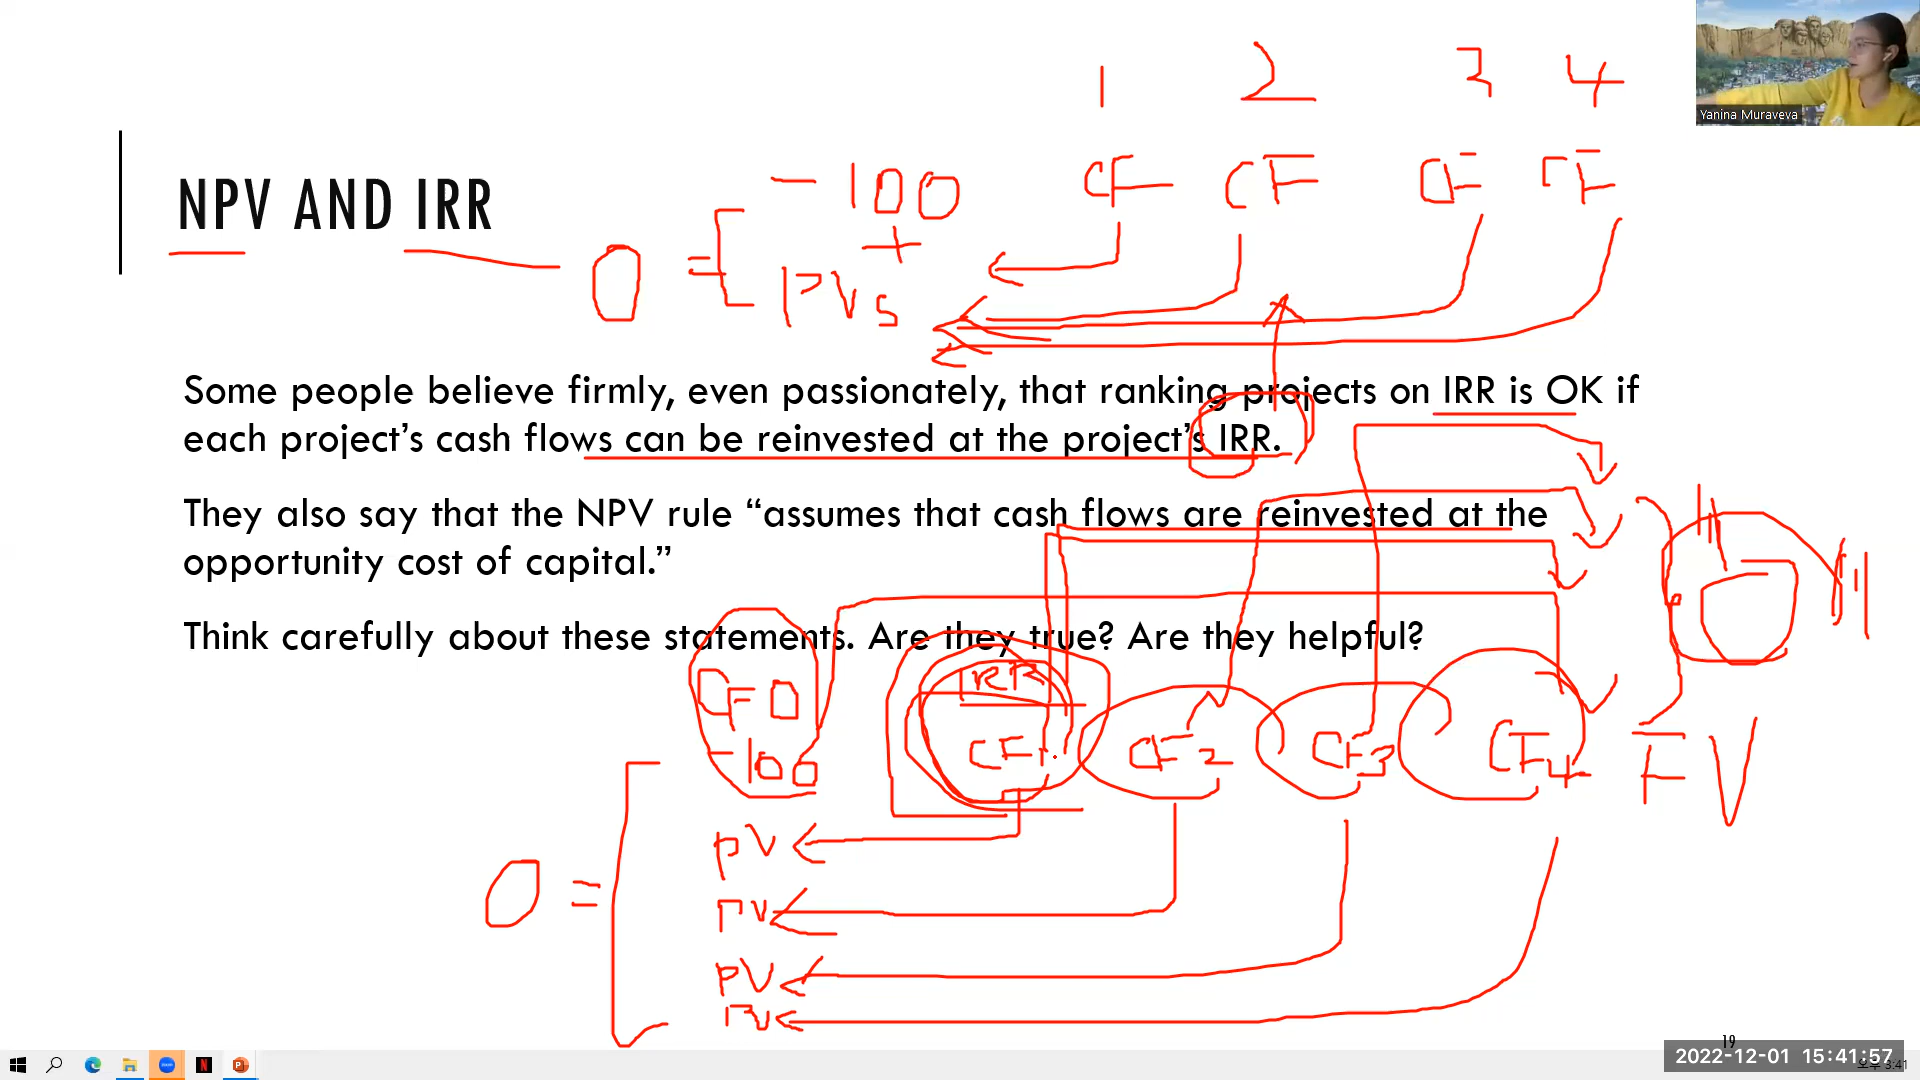 1 2 3 4
Yanina Muraveva
-100 CF CF CF CF
NPV AND IRR
+
0 = [ PVs
Some people believe firmly, even passionately, that ranking projects on IRR is OK if
each project’s cash flows can be reinvested at the project’s IRR.
They also say that the NPV rule “assumes that cash flows are reinvested at the
opportunity cost of capital.”
Think carefully about these statements. Are they true? Are they helpful?
IRR
CF0
-100 CF1 CF2 CF3 CF4 FV
PV
0 = [ PV
PV
PV
19
2022-12-01 15:41:57